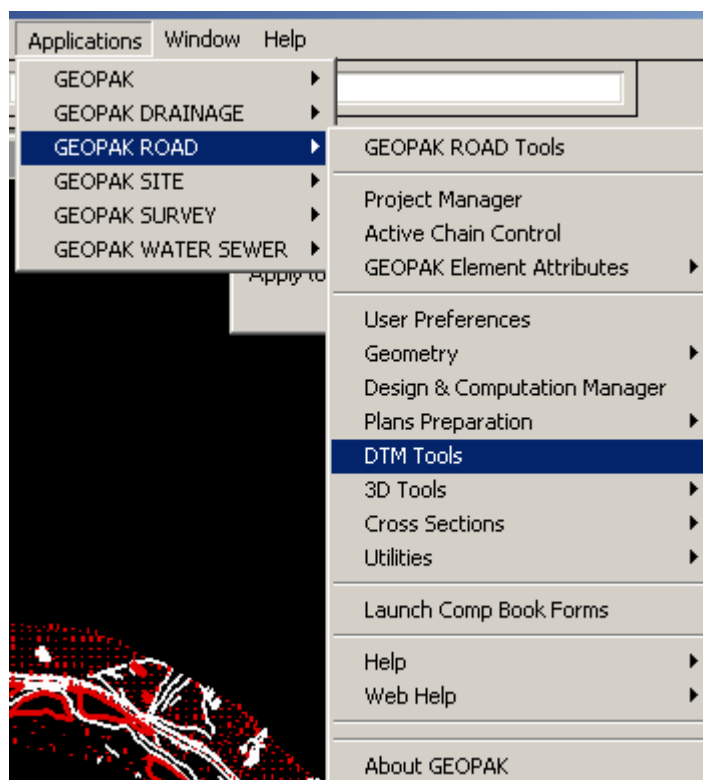 Applications Window Help
GEOPAK
GEOPAK DRAINAGE
GEOPAK ROAD
GEOPAK SITE
GEOPAK SURVEY
GEOPAK WATER SEWER
Apply to
GEOPAK ROAD Tools
Project Manager
Active Chain Control
GEOPAK Element Attributes
User Preferences
Geometry
Design & Computation Manager
Plans Preparation
DTM Tools
3D Tools
Cross Sections
Utilities
Launch Comp Book Forms
Help
Web Help
About GEOPAK